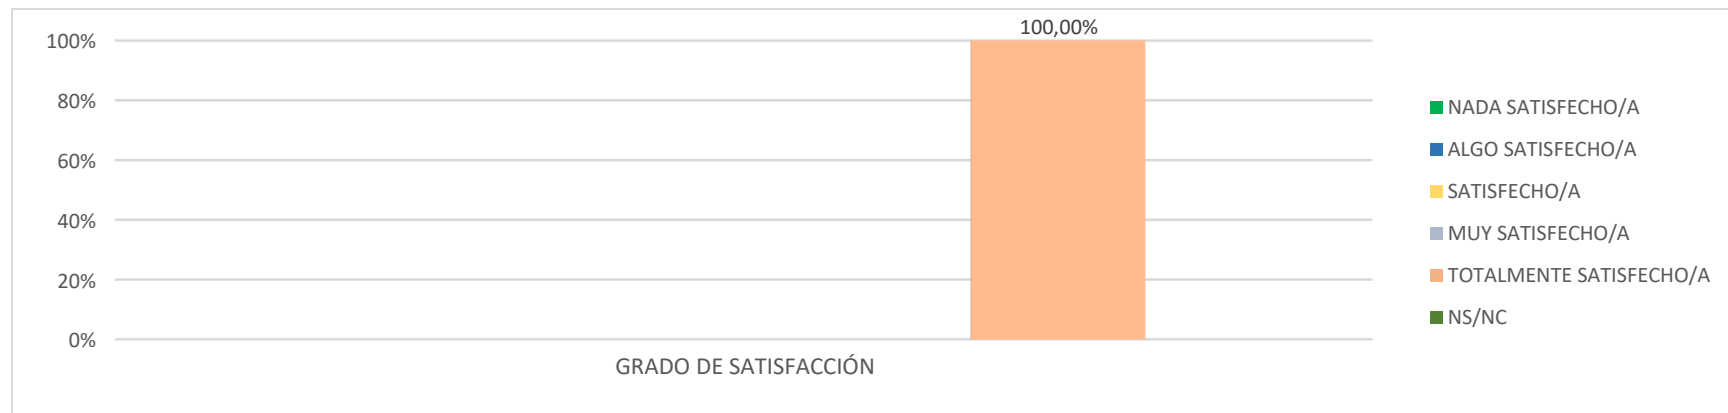 100,00%
100%
80%
60%
40%
20%
0%
GRADO DE SATISFACCIÓN
NADA SATISFECHO/A
ALGO SATISFECHO/A
SATISFECHO/A
MUY SATISFECHO/A
TOTALMENTE SATISFECHO/A
NS/NC